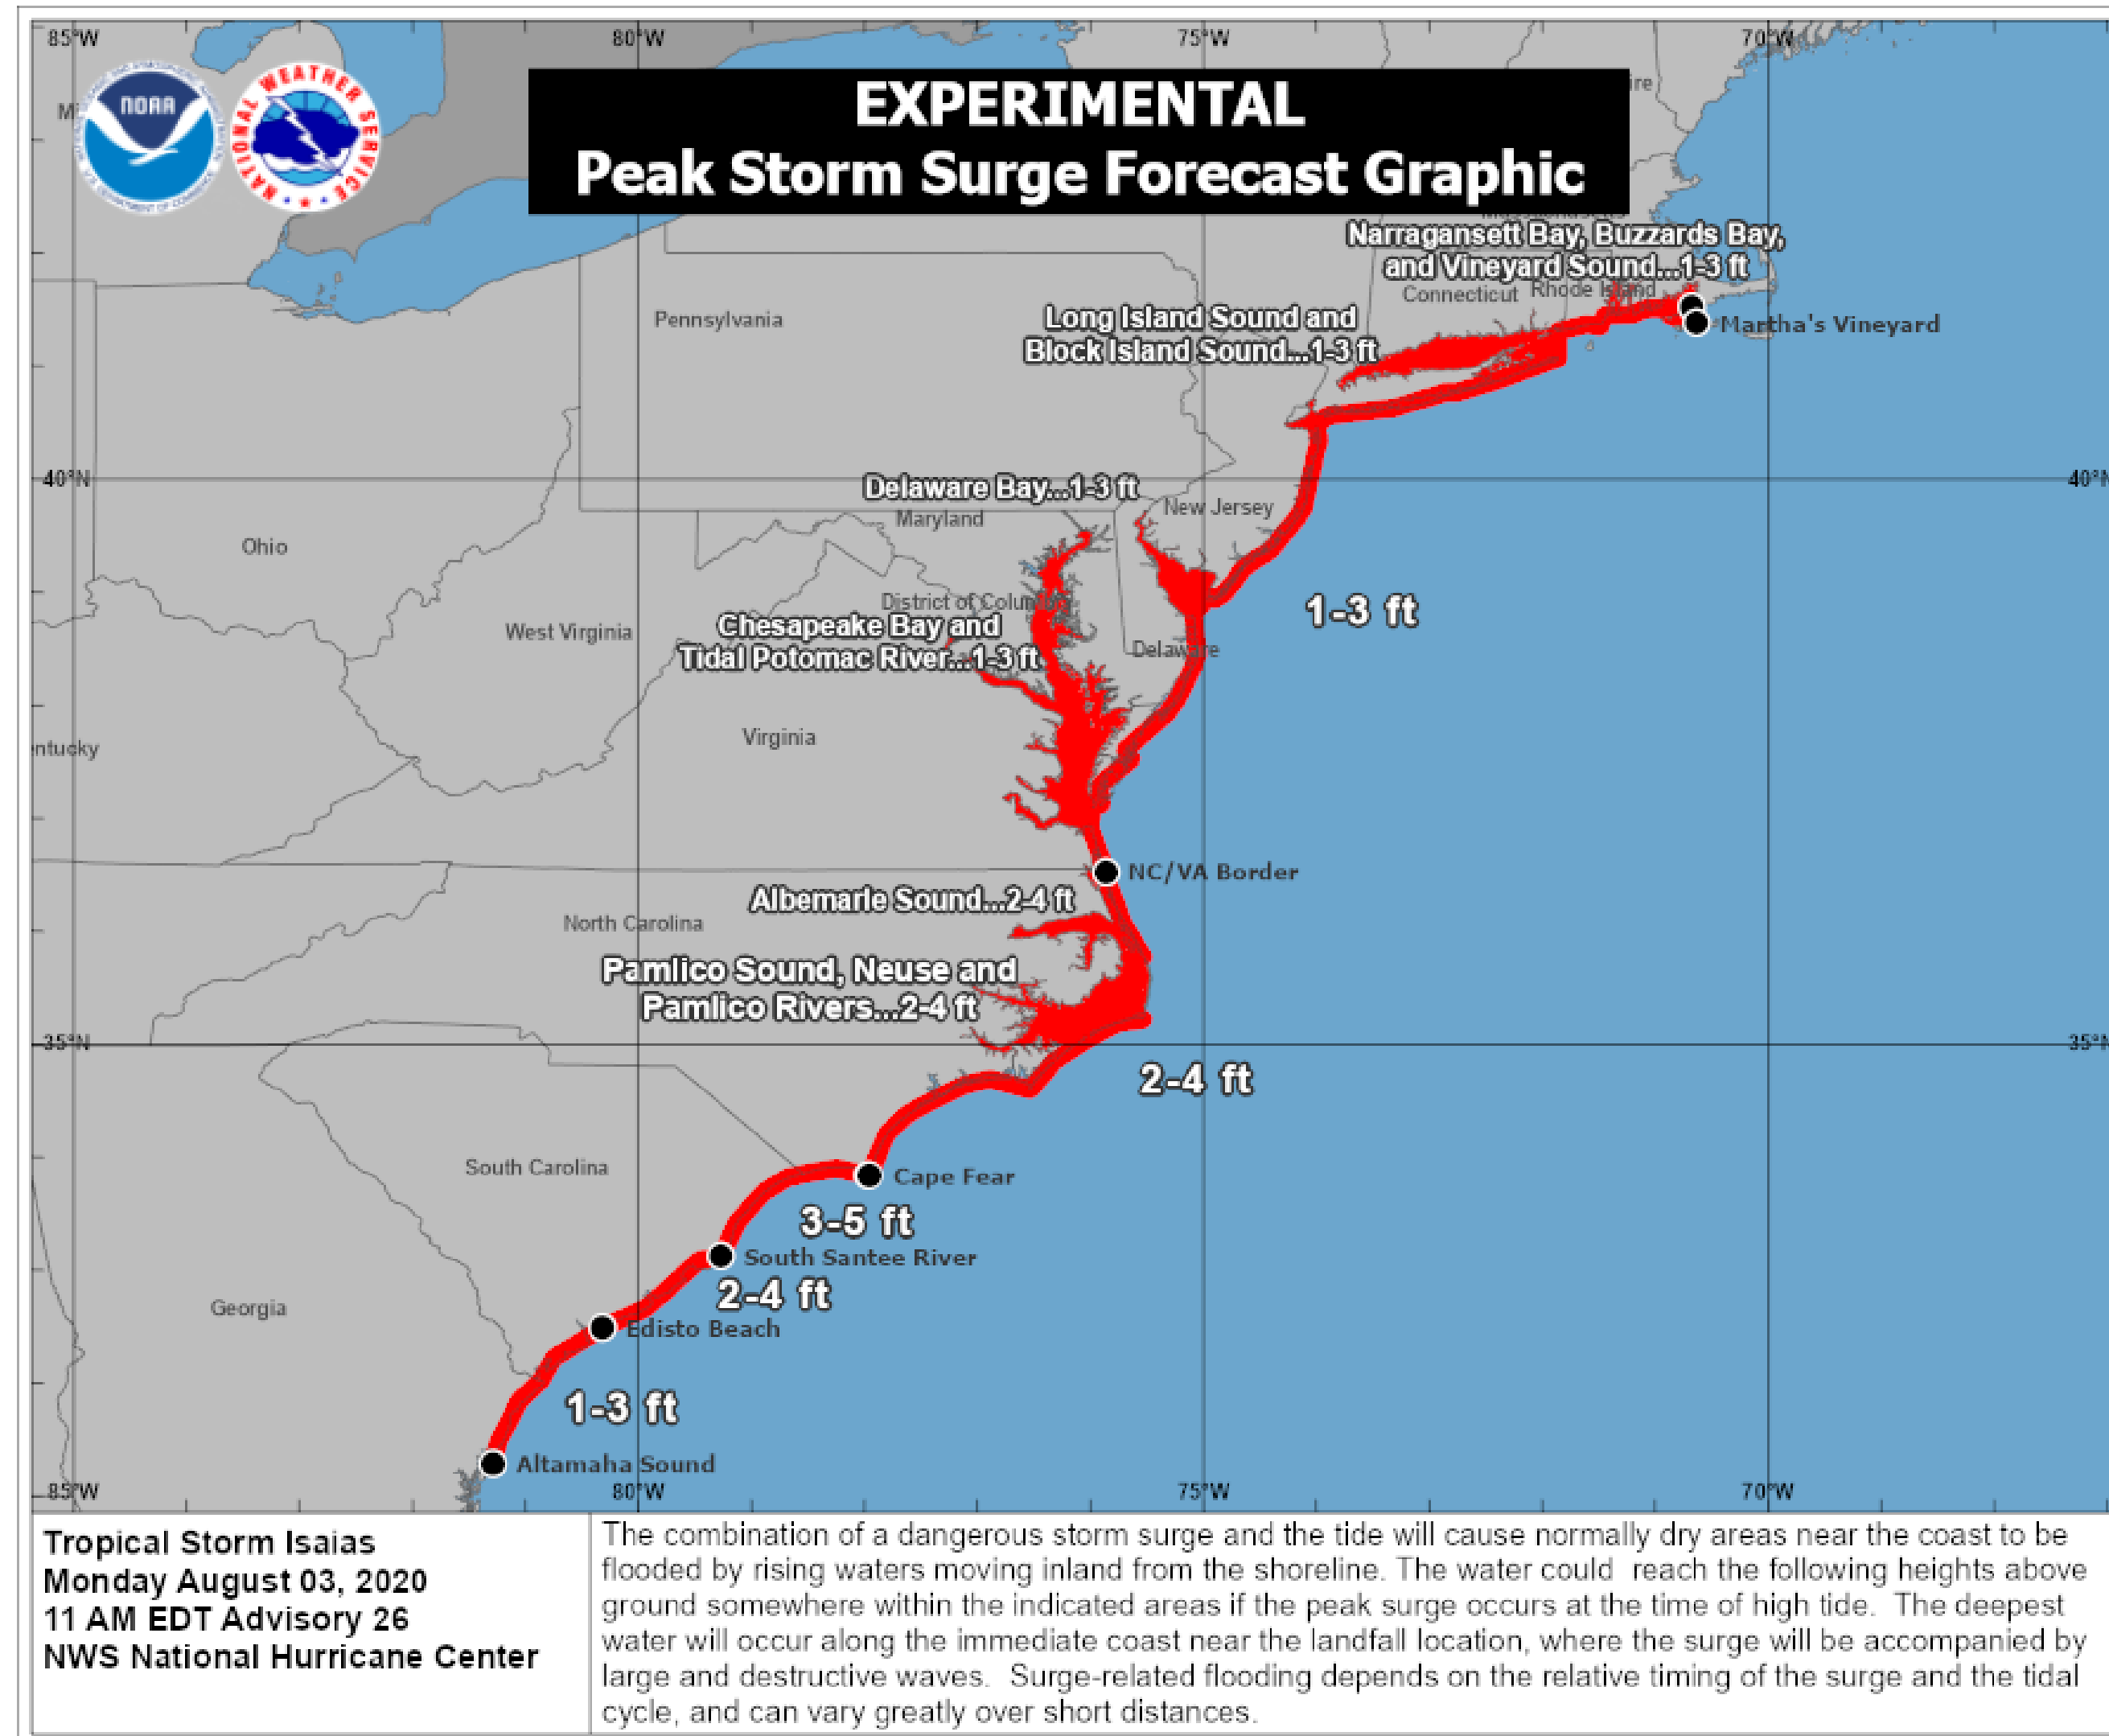 85°W
80°W
75°W
70°W
NOAA
NATIONAL WEATHER SERVICE
EXPERIMENTAL
Peak Storm Surge Forecast Graphic
Narragansett Bay, Buzzards Bay,
and Vineyard Sound...1-3 ft
Connecticut
Rhode Island
Long Island Sound and
Block Island Sound...1-3 ft
Pennsylvania
Martha's Vineyard
40°N
40°N
Delaware Bay...1-3 ft
Maryland
New Jersey
Ohio
District of Colum
1-3 ft
Chesapeake Bay and
Tidal Potomac River...1-3 ft
West Virginia
Delaware
Virginia
entucky
NC/VA Border
Albemarle Sound...2-4 ft
North Carolina
Pamlico Sound, Neuse and
Pamlico Rivers...2-4 ft
35°N
35°N
2-4 ft
South Carolina
Cape Fear
3-5 ft
South Santee River
2-4 ft
Georgia
Edisto Beach
1-3 ft
Altamaha Sound
85°W
80°W
75°W
70°W
Tropical Storm Isaias
Monday August 03, 2020
11 AM EDT Advisory 26
NWS National Hurricane Center
The combination of a dangerous storm surge and the tide will cause normally dry areas near the coast to be
flooded by rising waters moving inland from the shoreline. The water could  reach the following heights above
ground somewhere within the indicated areas if the peak surge occurs at the time of high tide.  The deepest
water will occur along the immediate coast near the landfall location, where the surge will be accompanied by
large and destructive waves.  Surge-related flooding depends on the relative timing of the surge and the tidal
cycle, and can vary greatly over short distances.